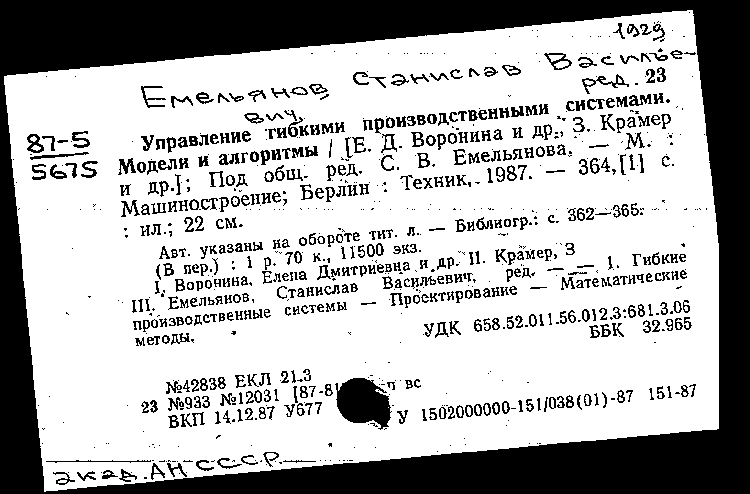 1929
Емельянов Станислав Василье-
вич, ред. 23
87-5
5675
Управление гибкими производственными системами.
Модели и алгоритмы / [Е. Д. Воронина и др., З. Крамер
и др.]; Под общ. ред. С. В. Емельянова. — М. :
Машиностроение; Берлин : Техник, 1987. — 364,[1] с.
: ил.; 22 см.
Авт. указаны на обороте тит. л. — Библиогр.: с. 362—365.
(В пер.) : 1 р. 70 к., 11500 экз.
I. Воронина, Елена Дмитриевна и др. II. Крамер, З
III. Емельянов, Станислав Васильевич, ред. — — 1. Гибкие
производственные системы — Проектирование — Математические
методы.
УДК 658.52.011.56.012.3:681.3.06
ББК 32.965
№42838 ЕКЛ 21.3
23 №933 №12031 [87-8 п вс
ВКП 14.12.87 У677 У 1502000000-151/038(01)-87 151-87
акад. АН СССР.